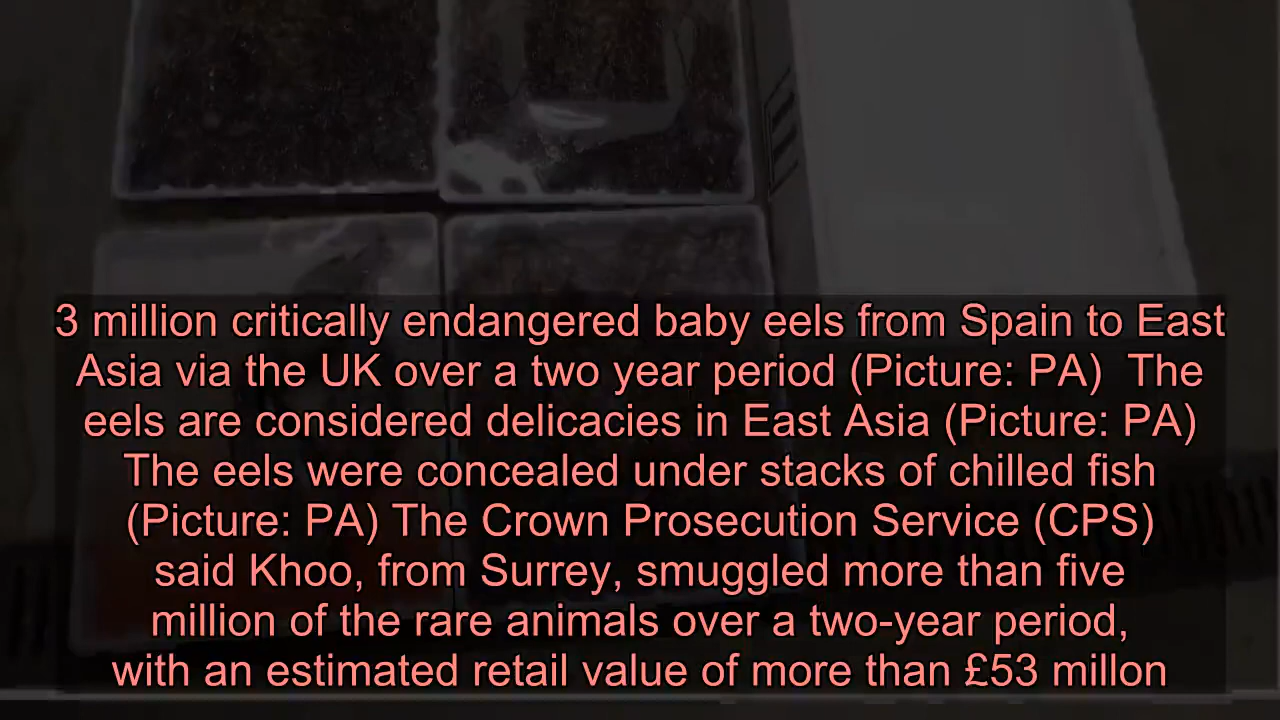 3 million critically endangered baby eels from Spain to East
Asia via the UK over a two year period (Picture: PA)  The
eels are considered delicacies in East Asia (Picture: PA)
The eels were concealed under stacks of chilled fish
(Picture: PA) The Crown Prosecution Service (CPS)
said Khoo, from Surrey, smuggled more than five
million of the rare animals over a two-year period,
with an estimated retail value of more than £53 millon